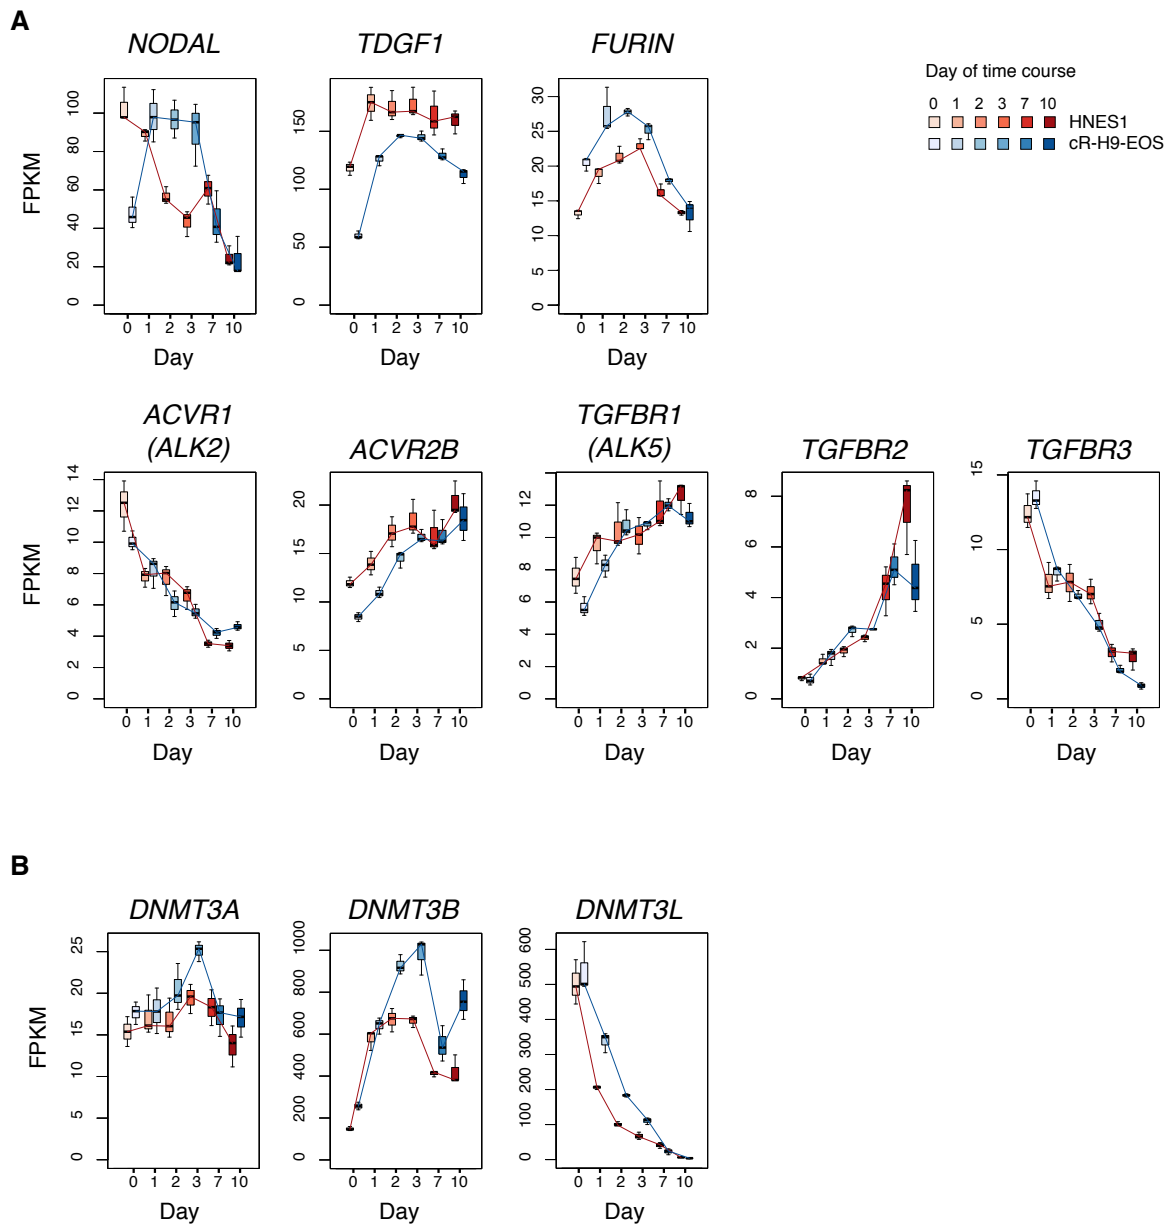 A
NODAL TDGF1 FURIN
Day of time course
0 1 2 3 7 10
HNES1
cR-H9-EOS
FPKM
0 20 40 60 80 100
0 50 100 150
0 5 10 15 20 25 30
0 1 2 3 7 10
0 1 2 3 7 10
0 1 2 3 7 10
Day Day Day
ACVR1
(ALK2)
ACVR2B
TGFBR1
(ALK5)
TGFBR2
TGFBR3
FPKM
0 2 4 6 8 10 12 14
0 5 10 15 20
0 2 4 6 8 10 12
0 2 4 6 8
0 5 10 15
0 1 2 3 7 10
0 1 2 3 7 10
0 1 2 3 7 10
0 1 2 3 7 10
0 1 2 3 7 10
Day Day Day Day Day
B
DNMT3A DNMT3B DNMT3L
FPKM
0 5 10 15 20 25
0 200 400 600 800 1000
0 100 200 300 400 500 600
0 1 2 3 7 10
0 1 2 3 7 10
0 1 2 3 7 10
Day Day Day